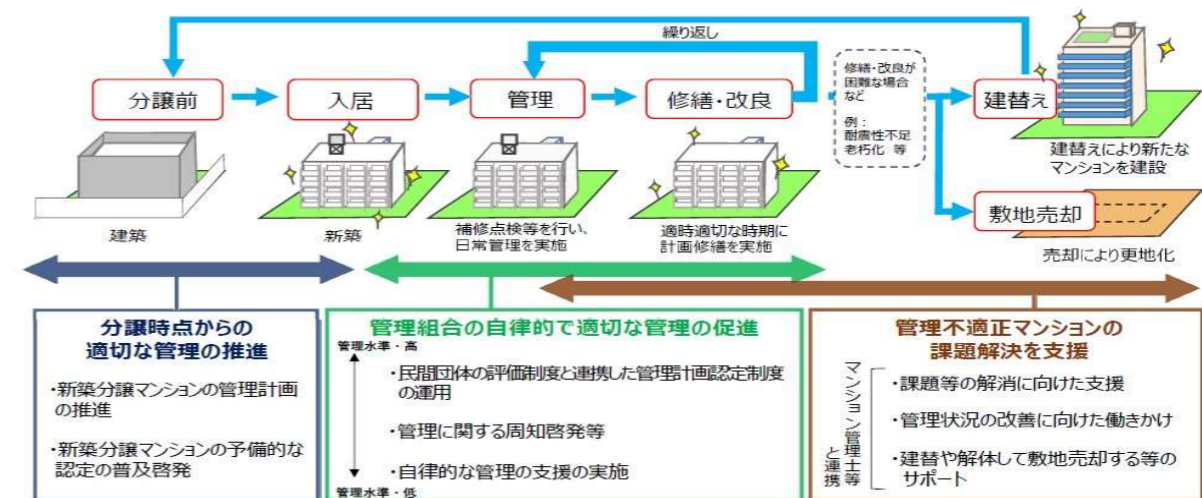 繰り返し
分譲前
入居
管理
修繕・改良
修繕・改良が
困難な場合
など
例：
耐震性不足
老朽化 等
建替え
建替えにより新たな
マンションを建設
敷地売却
売却により更地化
建築
新築
補修点検等を行い、
日常管理を実施
適時適切な時期に
計画修繕を実施
分譲時点からの
適切な管理の推進
・新築分譲マンションの管理計画
の推進
・新築分譲マンションの予備的な
認定の普及啓発
管理組合の自律的で適切な管理の促進
管理水準・高
・民間団体の評価制度と連携した管理計画認定制度
の運用
・管理に関する周知啓発等
・自律的な管理の支援の実施
管理水準・低
管理不適正マンションの
課題解決を支援
マンション管理士等
と連携
・課題等の解消に向けた支援
・管理状況の改善に向けた働きかけ
・建替や解体して敷地売却する等の
サポート